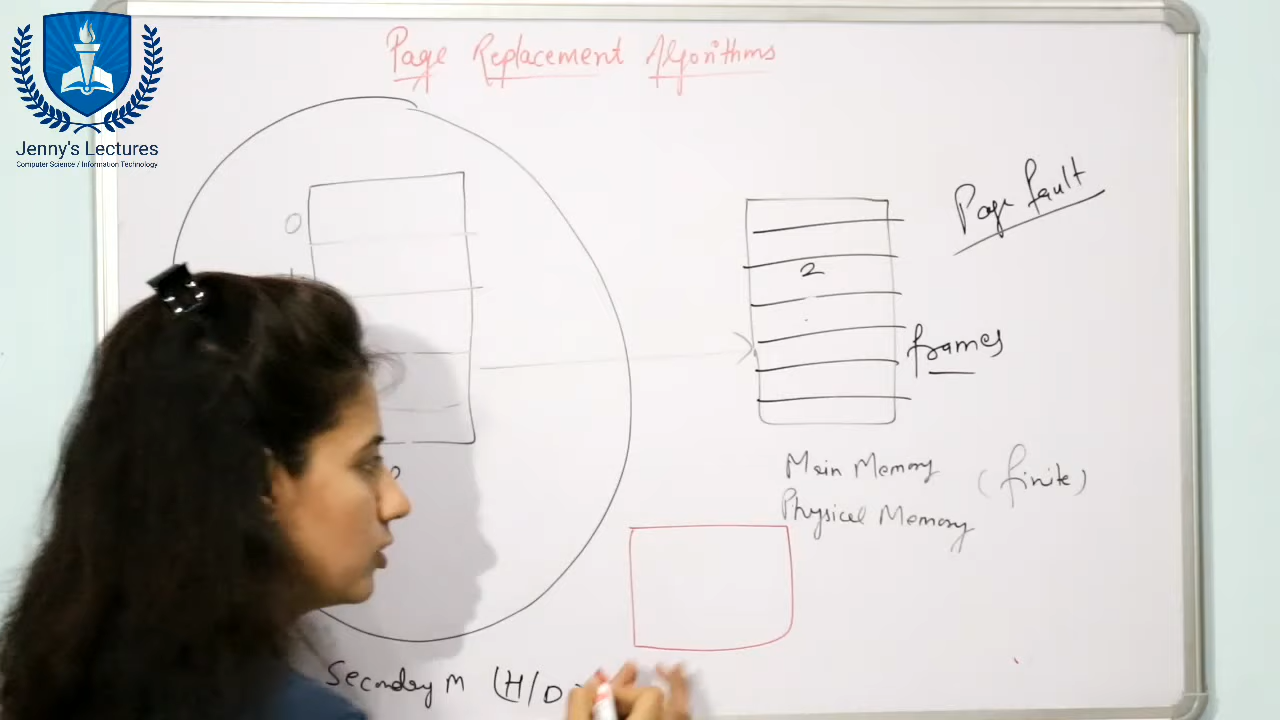 Jenny's Lectures
Computer Science / Information Technology
Page Replacement Algorithms
Page fault
0
1
2
frames
Main Memory (finite)
Physical Memory
Secondary M (H/D